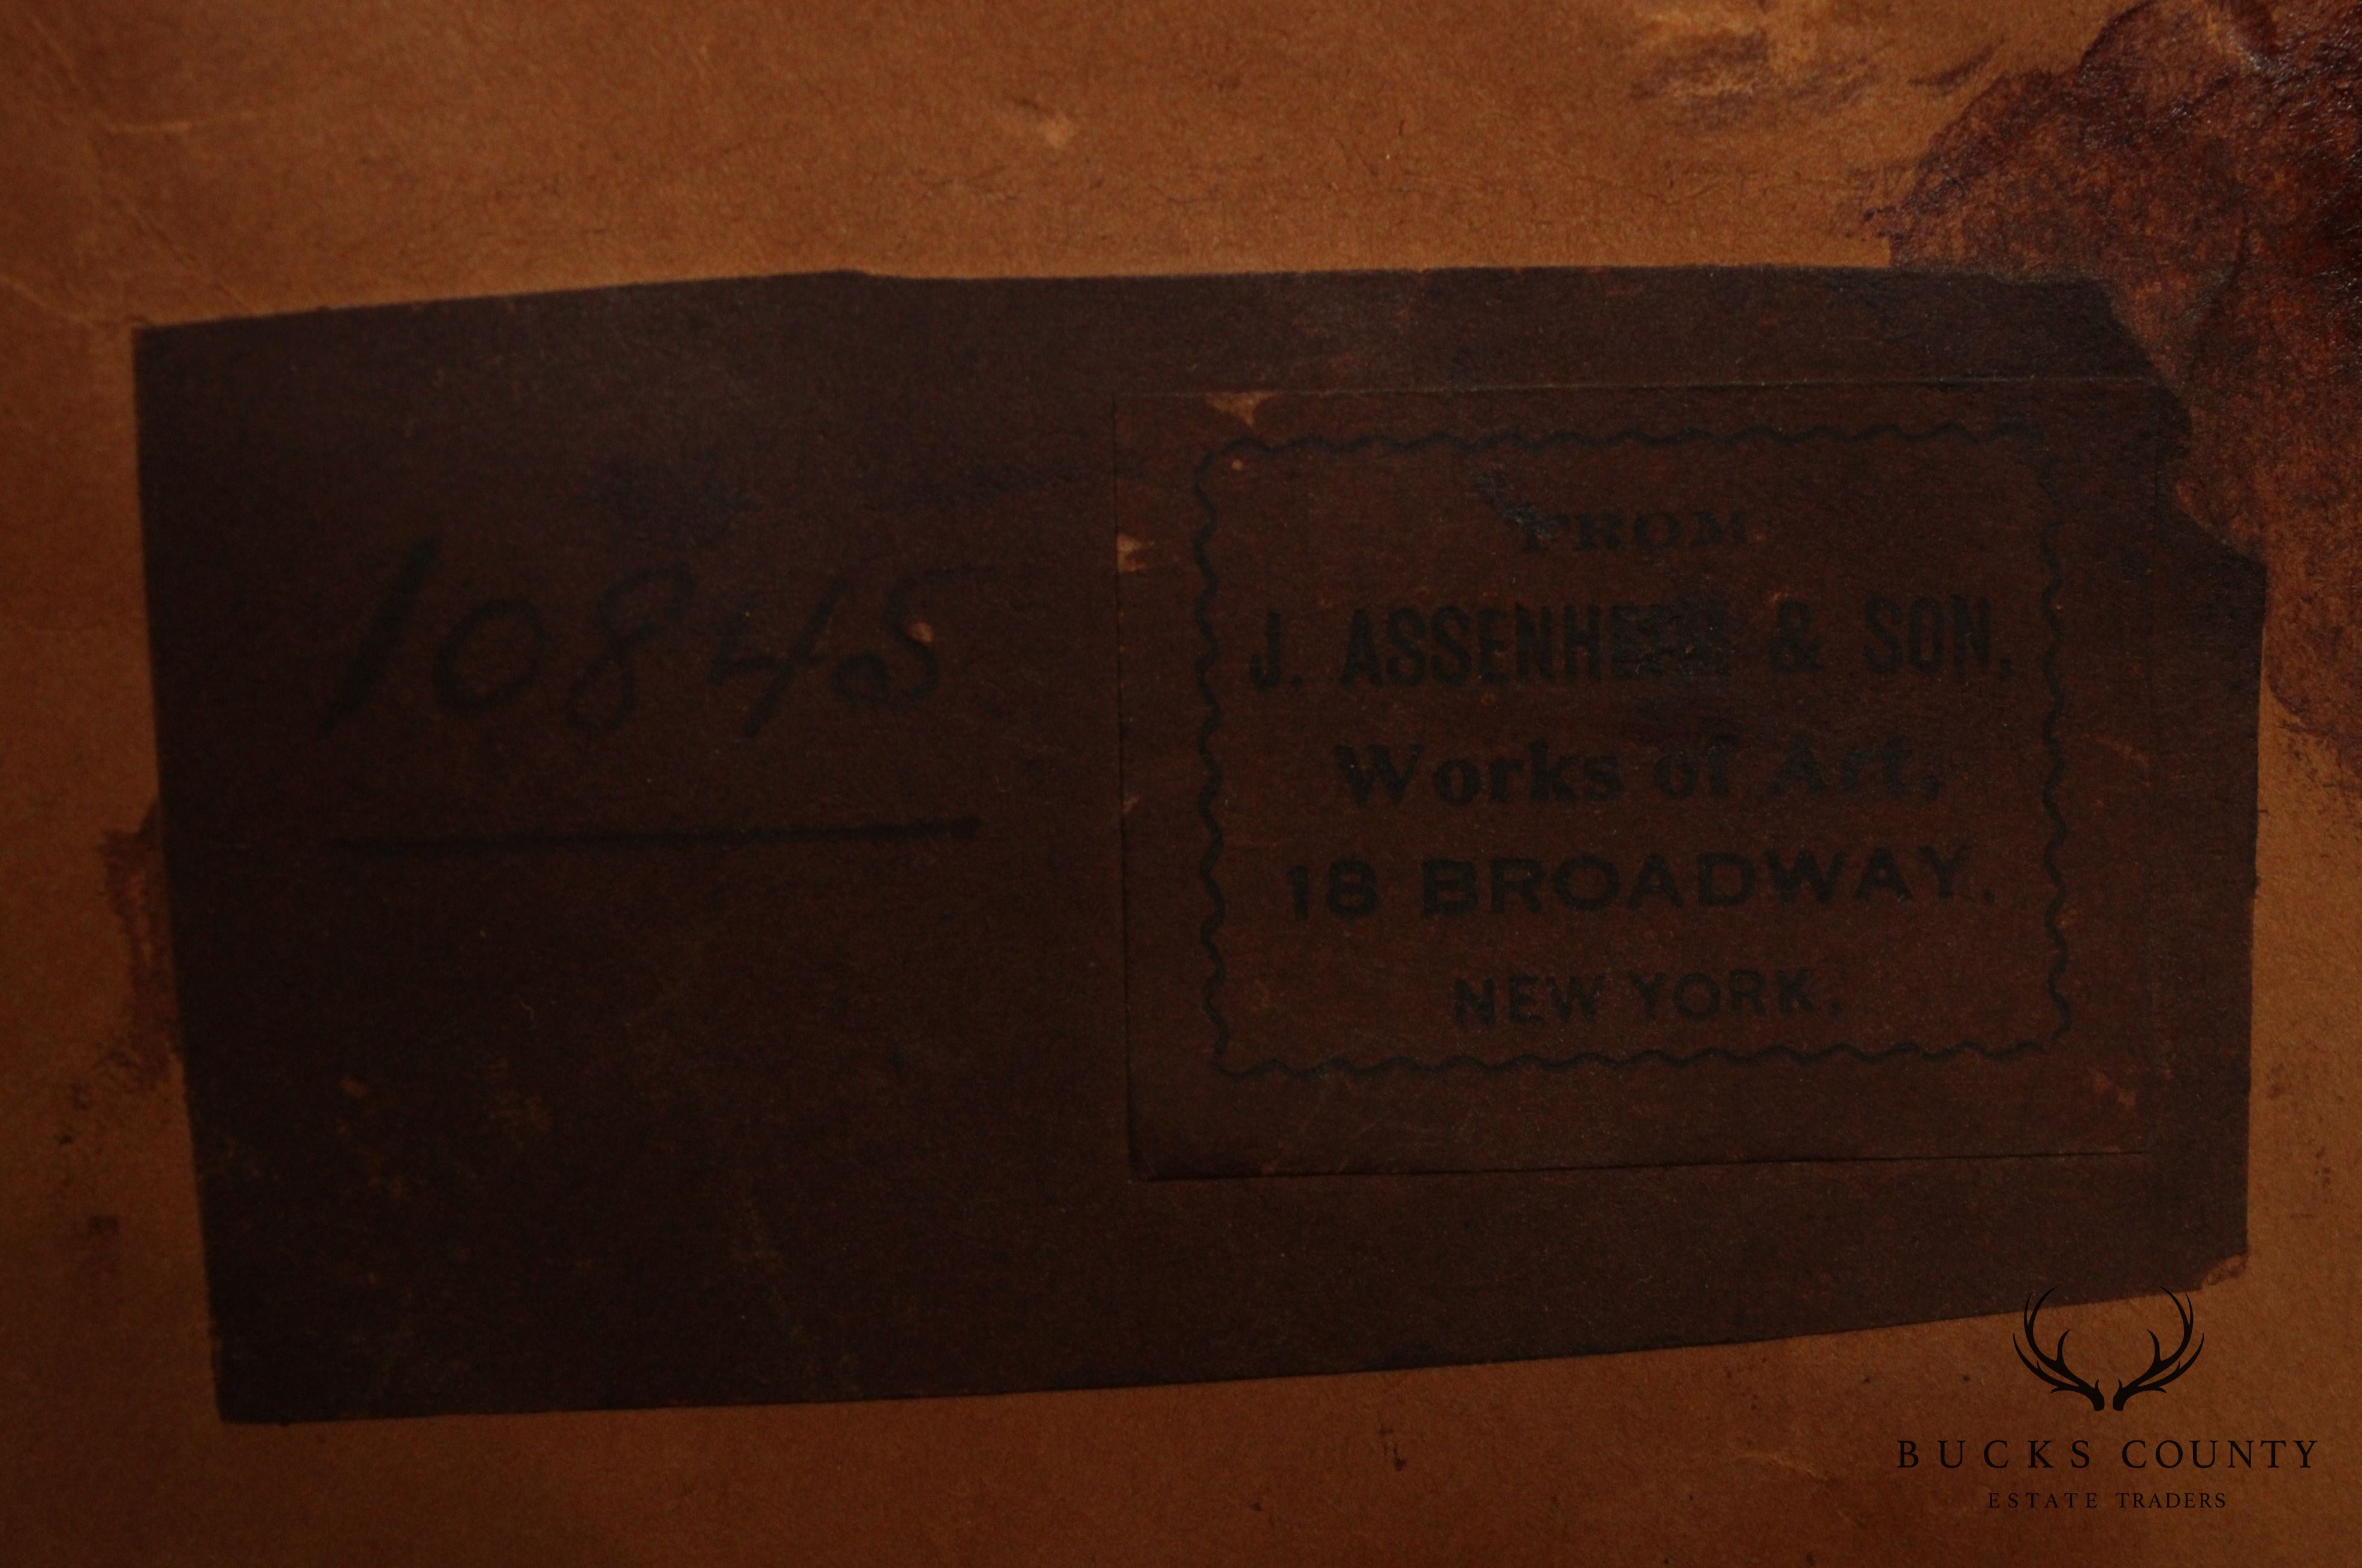 10845
FROM
J. ASSENHEIM & SON,
Works of Art,
18 BROADWAY.
NEW YORK.
BUCKS COUNTY
ESTATE TRADERS